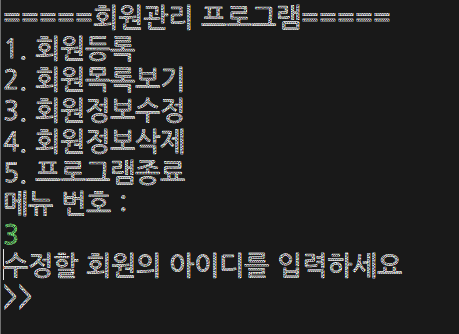 =====회원관리 프로그램=====
1. 회원등록
2. 회원목록보기
3. 회원정보수정
4. 회원정보삭제
5. 프로그램종료
메뉴 번호 :
3
수정할 회원의 아이디를 입력하세요
>>